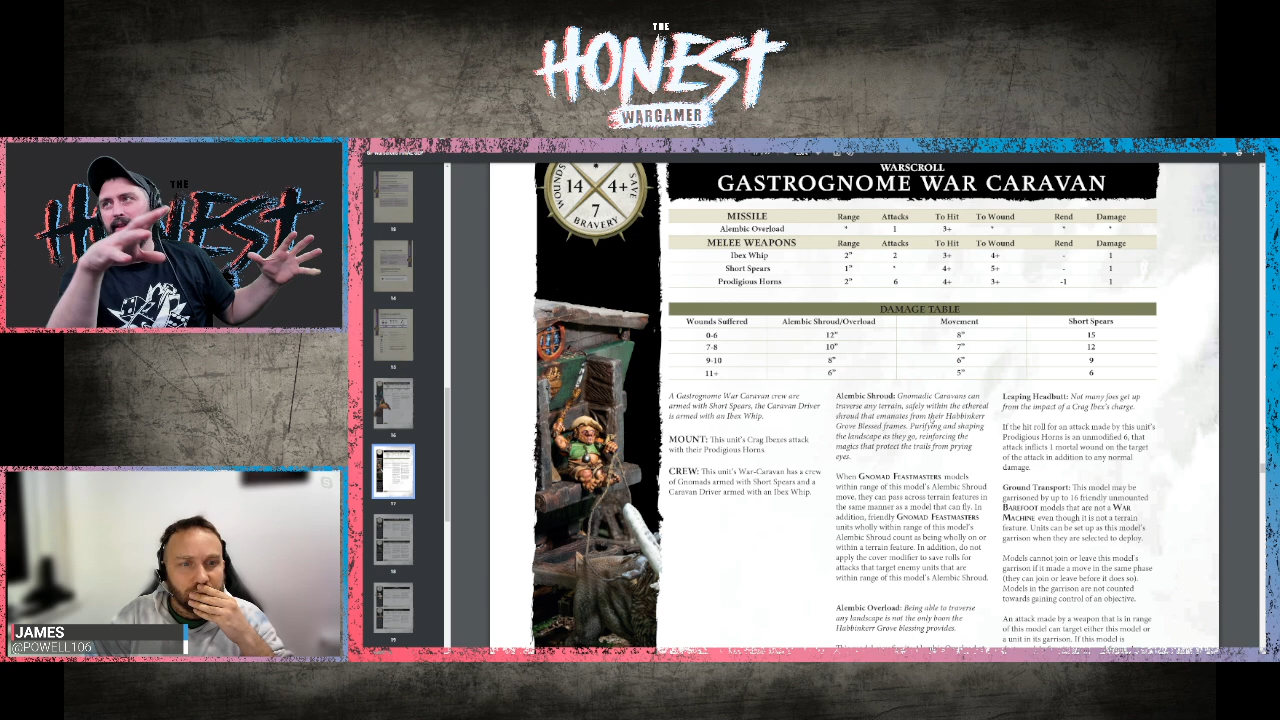 THE
HONEST
WARGAMER
THE
HONEST
JAMES
@POWELL106
14
15
16
17
18
19
WOUNDS
14
4+
SAVE
7
BRAVERY
WARSCROLL
GASTROGNOME WAR CARAVAN
MISSILE Range Attacks To Hit To Wound Rend Damage
Alembic Overload * 1 3+ * * *
MELEE WEAPONS Range Attacks To Hit To Wound Rend Damage
Ibex Whip 2" 2 3+ 4+ - 1
Short Spears 1" * 4+ 5+ - 1
Prodigious Horns 2" 6 4+ 3+ -1 1
DAMAGE TABLE
Wounds Suffered Alembic Shroud/Overload Movement Short Spears
0-6 12" 8" 15
7-8 10" 7" 12
9-10 8" 6" 9
11+ 6" 5" 6
A Gastrognome War Caravan crew are
armed with Short Spears, the Caravan Driver
is armed with an Ibex Whip.
MOUNT: This unit's Crag Ibexes attack
with their Prodigious Horns
CREW: This unit's War-Caravan has a crew
of Gnomads armed with Short Spears and a
Caravan Driver armed with an Ibex Whip.
Alembic Shroud: Gnomadic Caravans can
traverse any terrain, safely within the ethereal
shroud that emanates from their Habbinkerr
Grove Blessed frames. Purifying and shaping
the landscape as they go, reinforcing the
magics that protect the trails from prying
eyes.
When GNOMAD FEASTMASTERS models
within range of this model's Alembic Shroud
move, they can pass across terrain features in
the same manner as a model that can fly. In
addition, friendly GNOMAD FEASTMASTERS
units wholly within range of this model's
Alembic Shroud count as being wholly on or
within a terrain feature. In addition, do not
apply the cover modifier to save rolls for
attacks that target enemy units that are
within range of this model's Alembic Shroud.
Alembic Overload: Being able to traverse
any landscape is not the only boon the
Habbinkerr Grove blessing provides.
Leaping Headbutt: Not many foes get up
from the impact of a Crag Ibex's charge.
If the hit roll for an attack made by this unit's
Prodigious Horns is an unmodified 6, that
attack inflicts 1 mortal wound on the target
of the attack in addition to any normal
damage.
Ground Transport: This model may be
garrisoned by up to 16 friendly unmounted
BAREFOOT models that are not a WAR
MACHINE even though it is not a terrain
feature. Units can be set up as this model's
garrison when they are selected to deploy.
Models cannot join or leave this model's
garrison if it made a move in the same phase
(they can join or leave before it does so).
Models in the garrison are not counted
towards gaining control of an objective.
An attack made by a weapon that is in range
of this model can target either this model or
a unit in its garrison. If this model is